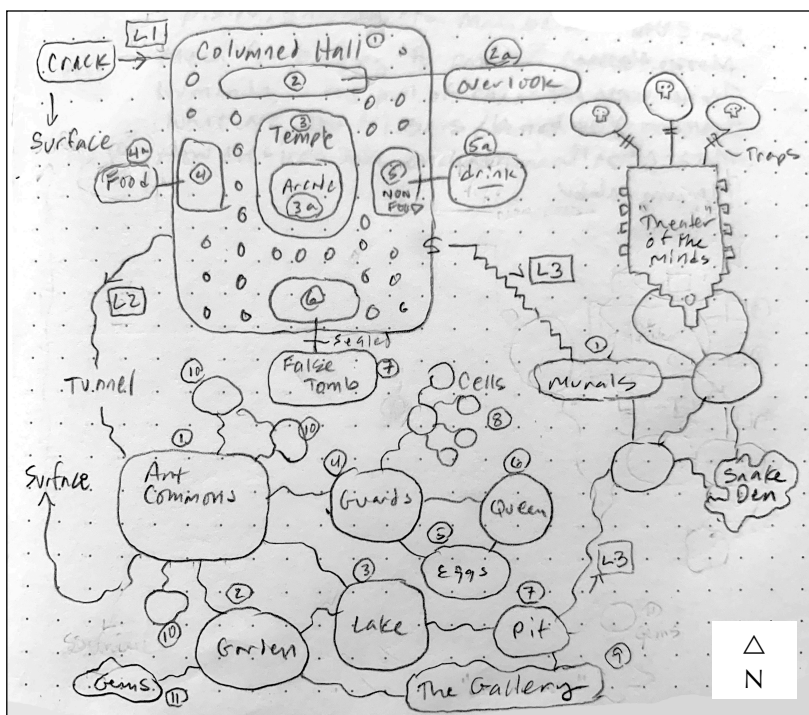 L1
Crack
Surface
Columned Hall 1
2
2a
overlook
3
Temple
Arcane
3a
4a
Food
4
5
NON
FOOD
5a
drink
6
Sealed
False
Tomb
7
Traps
"Theater"
of the
minds
S
L3
L2
Tunnel
1
Murals
Snake
Den
10
10
1
Ant
Commons
Surface
4
Guards
Cells
8
6
Queen
5
Eggs
3
Lake
7
Pit
L3
2
Garden
10
Gems
11
9
The "Gallery"
N